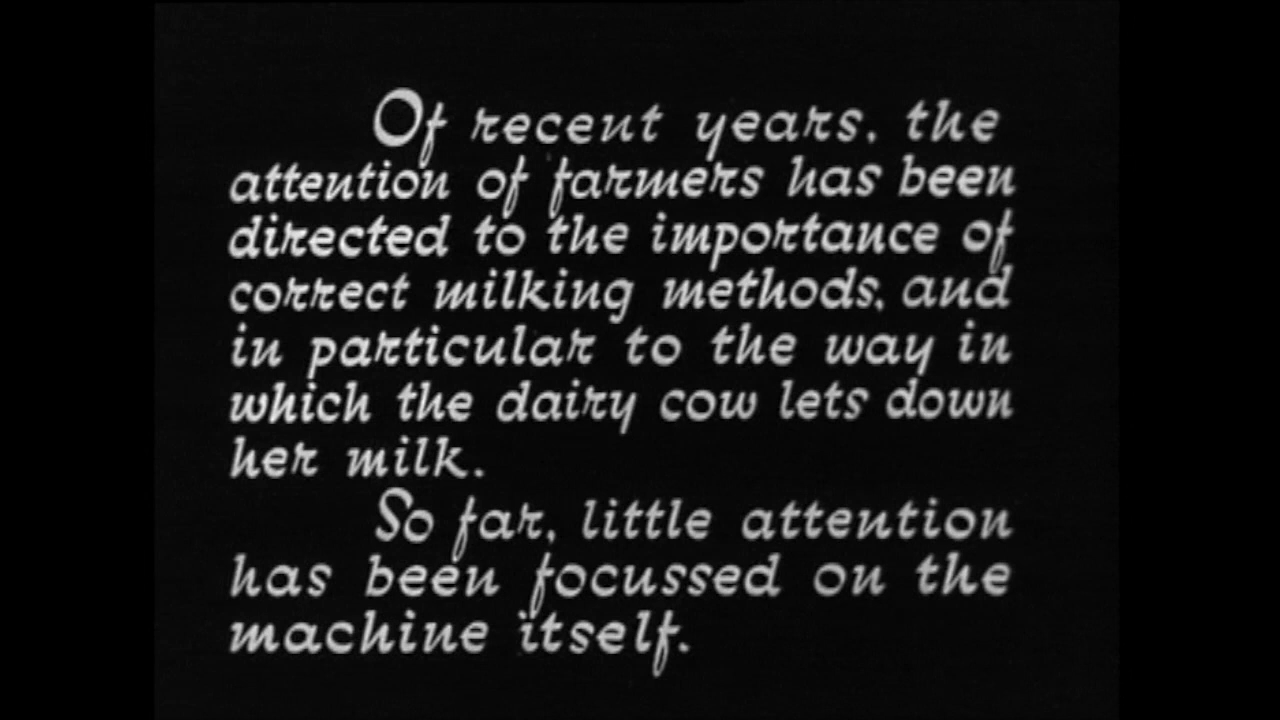 Of recent years, the
attention of farmers has been
directed to the importance of
correct milking methods, and
in particular to the way in
which the dairy cow lets down
her milk.
So far, little attention
has been focussed on the
machine itself.